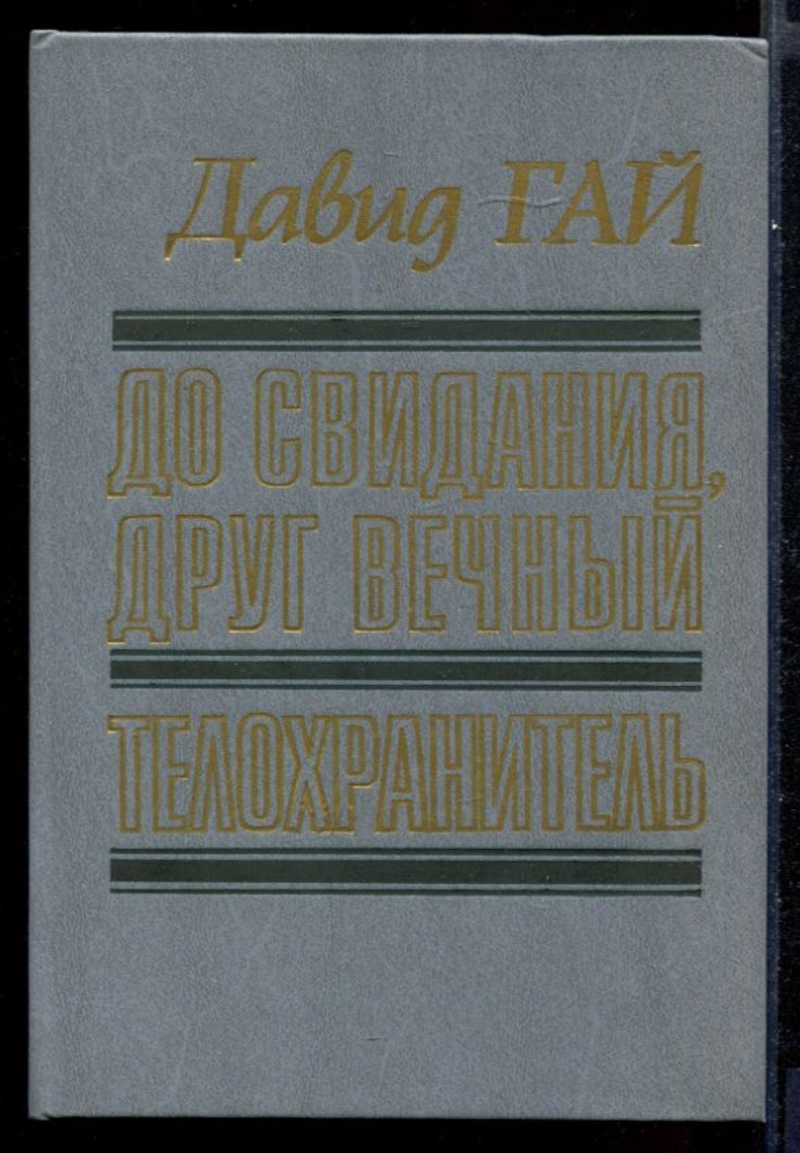 Давид ГАЙ
ДО СВИДАНИЯ,
ДРУГ ВЕЧНЫЙ
ТЕЛОХРАНИТЕЛЬ